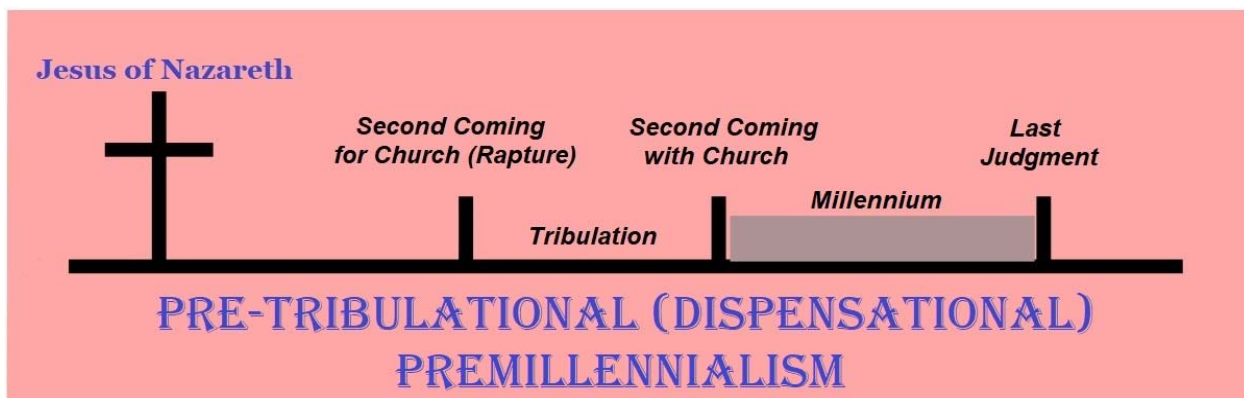 Jesus of Nazareth
Second Coming
for Church (Rapture)
Second Coming
with Church
Last
Judgment
Tribulation
Millennium
PRE-TRIBULATIONAL (DISPENSATIONAL)
PREMILLENNIALISM